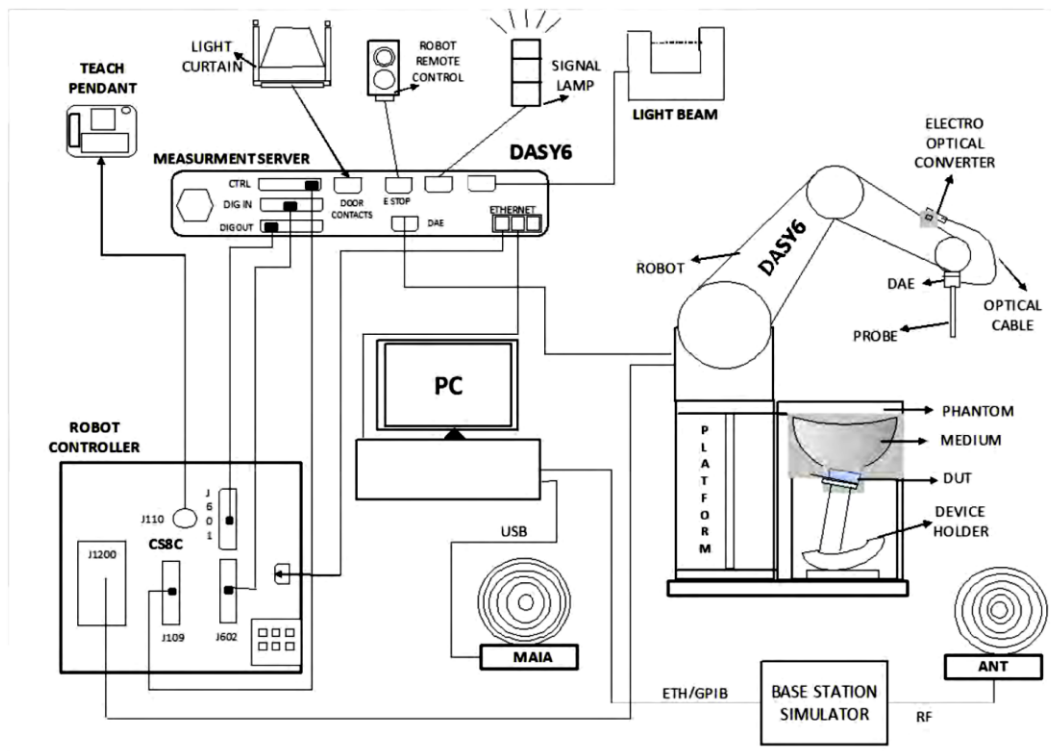 LIGHT
CURTAIN
ROBOT
REMOTE
CONTROL
SIGNAL
LAMP
LIGHT BEAM
TEACH
PENDANT
MEASURMENT SERVER
DASY6
CTRL
DIG IN
DIG OUT
DOOR
CONTACTS
E STOP
DAE
ETHERNET
ELECTRO
OPTICAL
CONVERTER
ROBOT
DASY6
DAE
OPTICAL
CABLE
PROBE
PC
PHANTOM
MEDIUM
DUT
DEVICE
HOLDER
PLATFORM
ROBOT
CONTROLLER
J601
J110
CS8C
J1200
J109
J602
USB
MAIA
ETH/GPIB
BASE STATION
SIMULATOR
RF
ANT